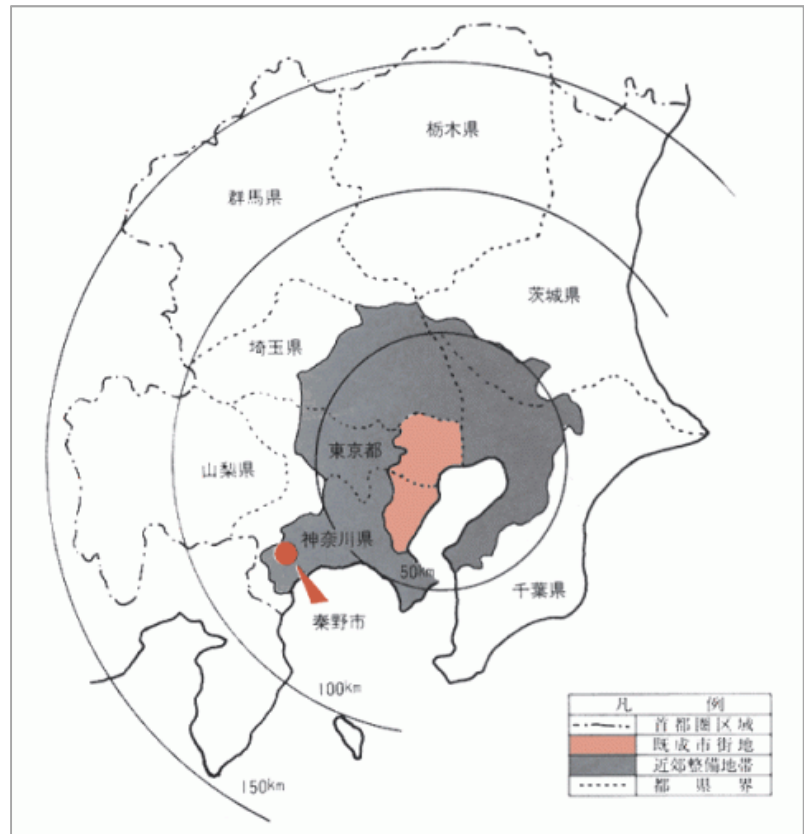 栃木県
群馬県
茨城県
埼玉県
東京都
山梨県
神奈川県
50km
千葉県
秦野市
100km
150km
凡 例
首都圏区域
既成市街地
近郊整備地帯
都県界